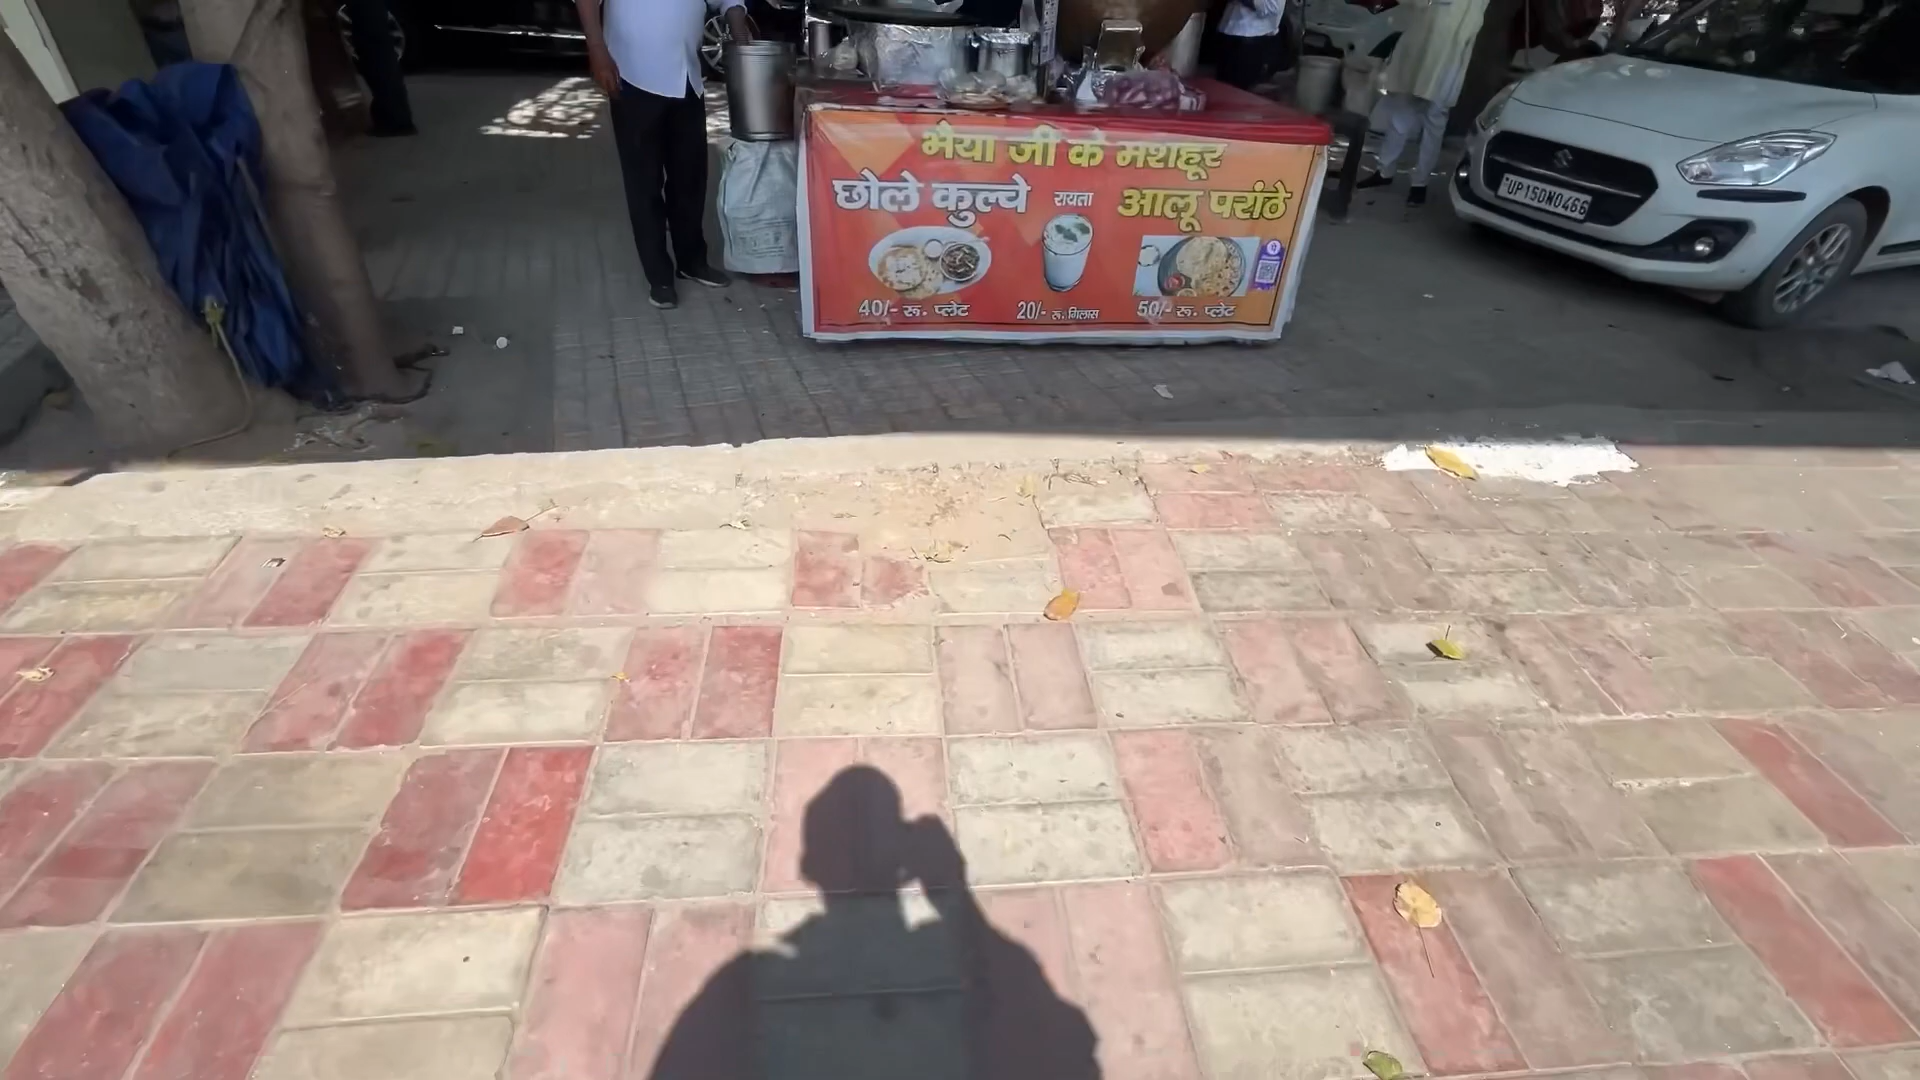 भैया जी के मशहूर
छोले कुल्चे रायता आलू परांठे
40/- रू. प्लेट 20/- रू. गिलास 50/- रू. प्लेट
UP15DN0466